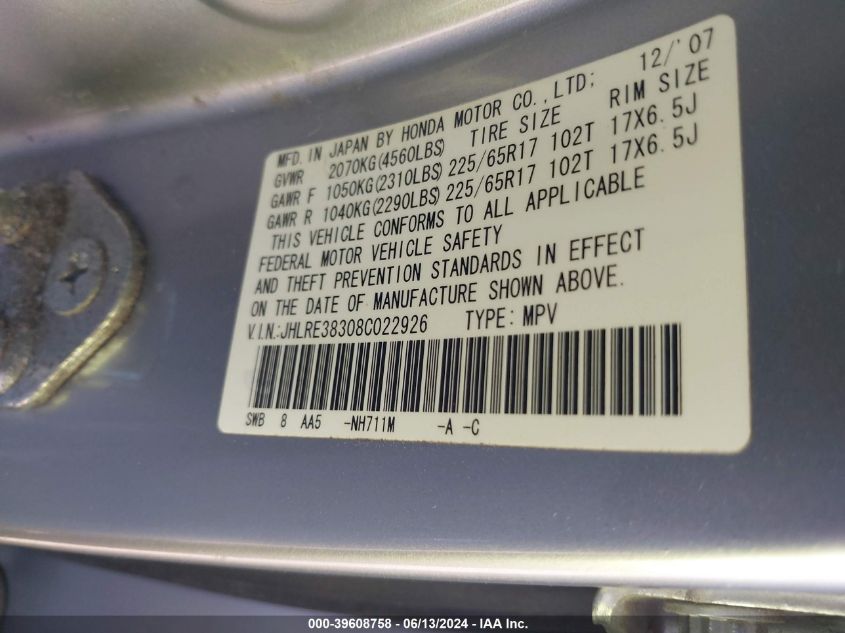 MFD. IN JAPAN BY HONDA MOTOR CO.,LTD; 12/'07
GVWR 2070KG(4560LBS) TIRE SIZE RIM SIZE
GAWR F 1050KG(2310LBS) 225/65R17 102T 17X6.5J
GAWR R 1040KG(2290LBS) 225/65R17 102T 17X6.5J
THIS VEHICLE CONFORMS TO ALL APPLICABLE
FEDERAL MOTOR VEHICLE SAFETY
AND THEFT PREVENTION STANDARDS IN EFFECT
ON THE DATE OF MANUFACTURE SHOWN ABOVE.
V.I.N.:JHLRE38308C022926 TYPE: MPV
SWB 8 AA5 -NH711M -A -C
000-39608758 - 06/13/2024 - IAA Inc.